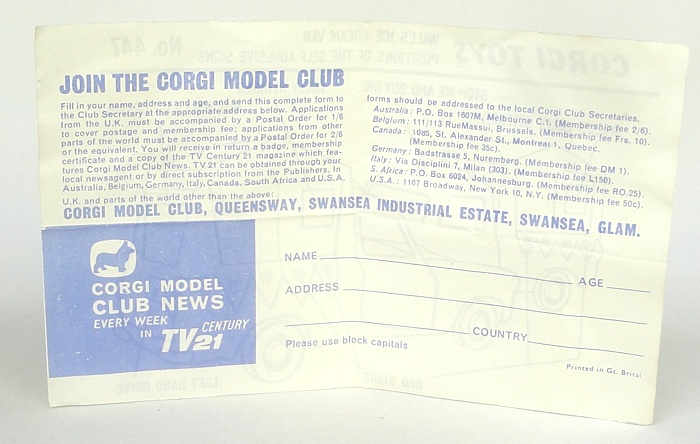 JOIN THE CORGI MODEL CLUB
Fill in your name, address and age, and send this complete form to
the Club Secretary at the appropriate address below. Applications
from the U.K. must be accompanied by a Postal Order for 1/6
to cover postage and membership fee; applications from other
parts of the world must be accompanied by a Postal Order for 2/6
or the equivalent. You will receive in return a badge, membership
certificate and a copy of the TV Century 21 magazine which fea-
tures Corgi Model Club News. TV 21 can be obtained through your
local newsagent or by direct subscription from the Publishers. In
Australia, Belgium, Germany, Italy, Canada, South Africa and U.S.A.
forms should be addressed to the local Corgi Club Secretaries.
Australia: P.O. Box 1607M, Melbourne C.1, (Membership fee 2/6).
Belgium: 111/113 RueMassui, Brussels, (Membership fee Frs. 10).
Canada: 1085, St. Alexander St., Montreal 1, Quebec.
(Membership fee 35c).
Germany: Badstrasse 5, Nuremberg. (Membership fee DM 1).
Italy: Via Disciplini 7, Milan (303). (Membership fee L150).
S. Africa: P.O. Box 6024, Johannesburg. (Membership fee RO.25).
U.S.A.: 1107 Broadway, New York 10, N.Y. (Membership fee 50c).
U.K. and parts of the world other than the above:
CORGI MODEL CLUB, QUEENSWAY, SWANSEA INDUSTRIAL ESTATE, SWANSEA, GLAM.
CORGI MODEL
CLUB NEWS
EVERY WEEK
IN TV CENTURY 21
NAME
AGE
ADDRESS
COUNTRY
Please use block capitals
Printed in Gt. Britai